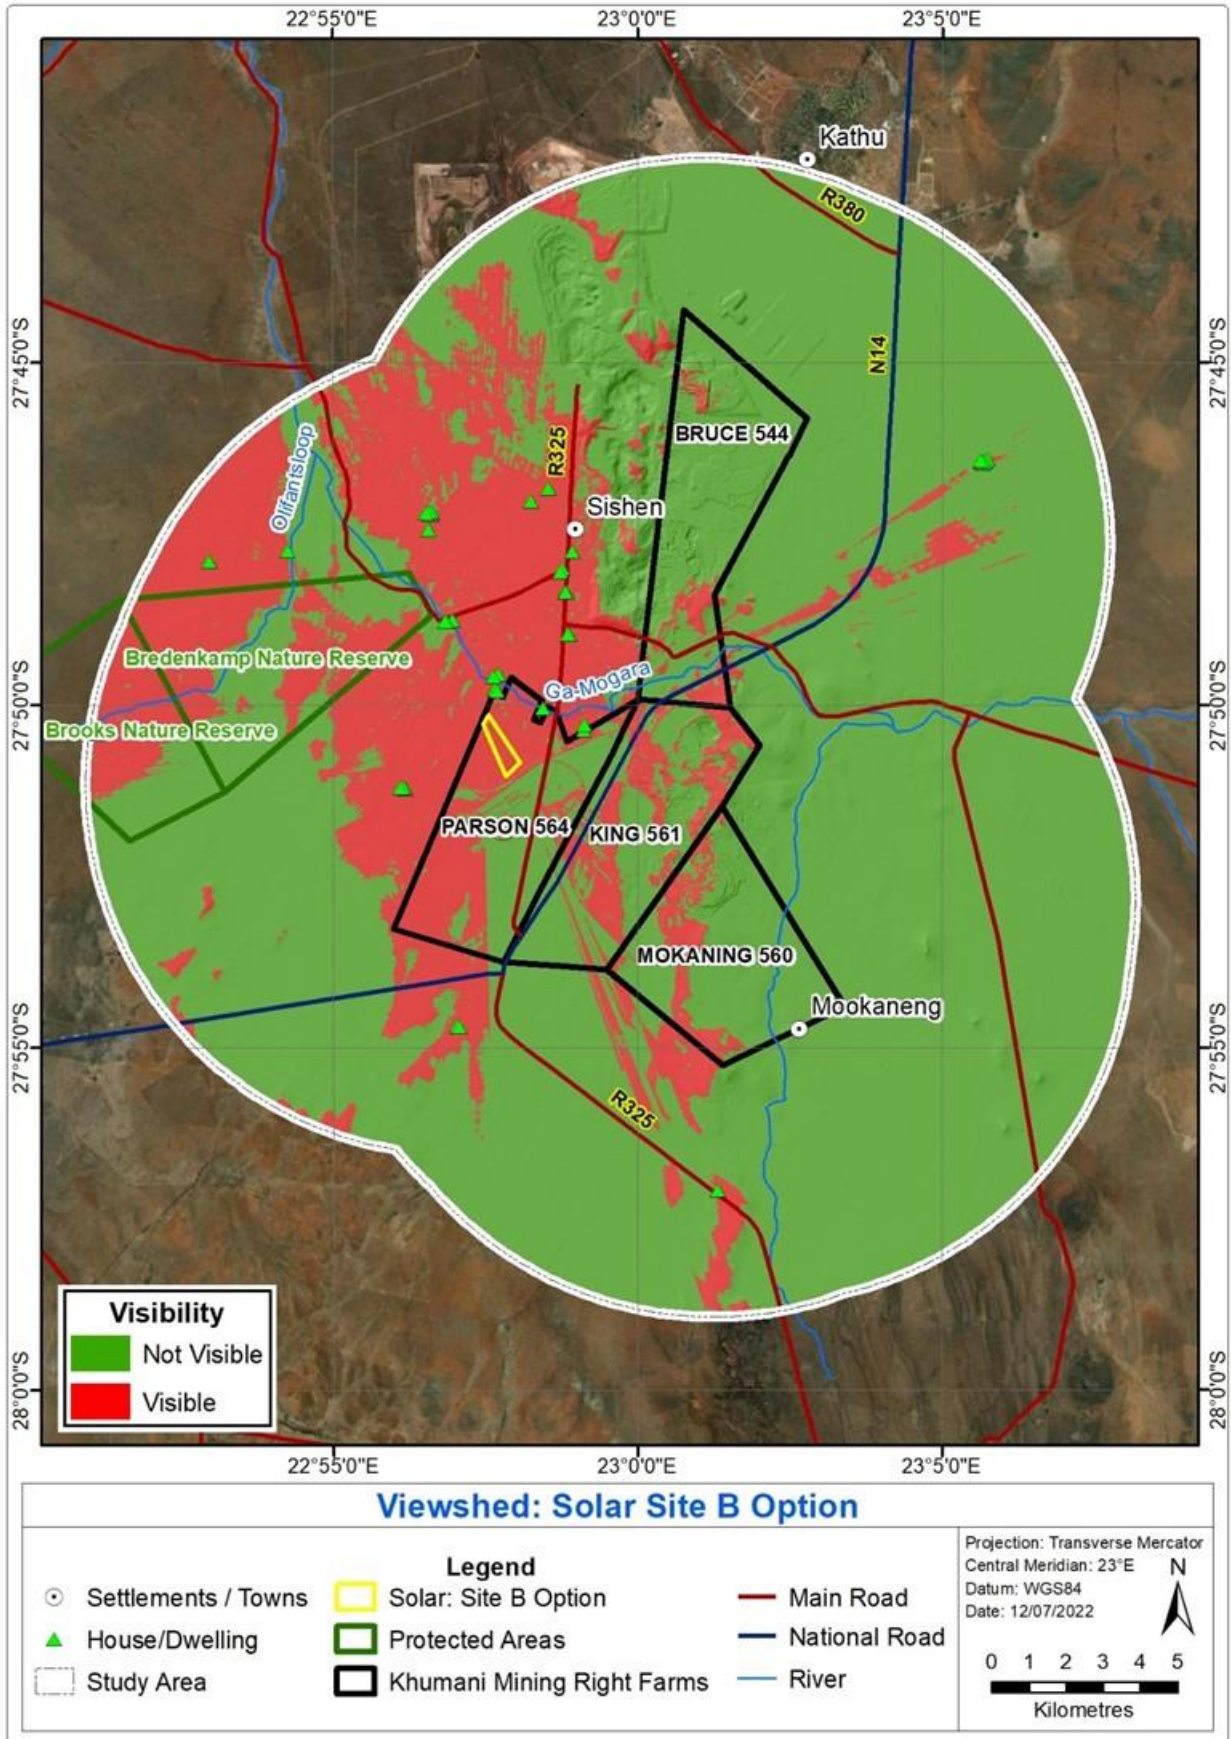 22°55'0"E
23°0'0"E
23°5'0"E
Kathu
R380
27°45'0"S
N14
27°45'0"S
BRUCE 544
R325
Olifantsloop
Sishen
Bredenkamp Nature Reserve
Ga-Mogara
27°50'0"S
27°50'0"S
Brooks Nature Reserve
PARSON 564
KING 561
MOKANING 560
Mookaneng
27°55'0"S
27°55'0"S
R325
Visibility
Not Visible
Visible
28°0'0"S
28°0'0"S
22°55'0"E
23°0'0"E
23°5'0"E
Viewshed: Solar Site B Option
Legend
Settlements / Towns
House/Dwelling
Study Area
Solar: Site B Option
Protected Areas
Khumani Mining Right Farms
Main Road
National Road
River
Projection: Transverse Mercator
Central Meridian: 23°E
Datum: WGS84
Date: 12/07/2022
N
0 1 2 3 4 5
Kilometres